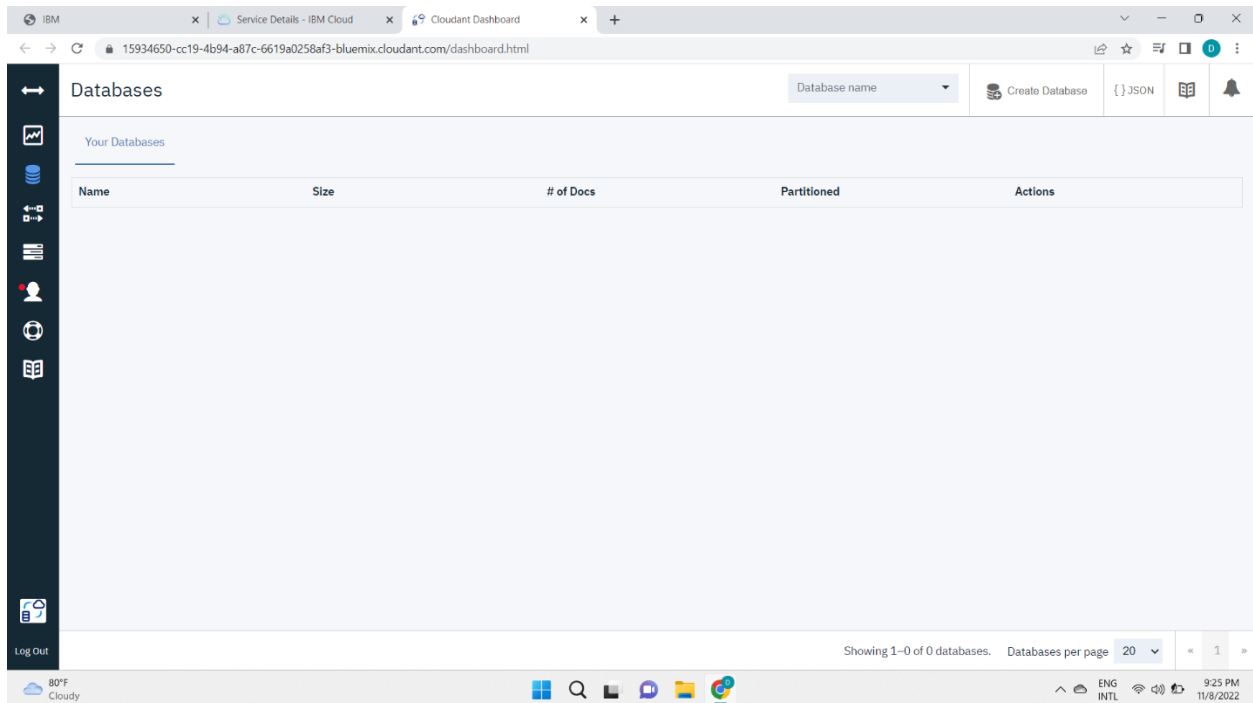 IBM
Service Details - IBM Cloud
Cloudant Dashboard
15934650-cc19-4b94-a87c-6619a0258af3-bluemix.cloudant.com/dashboard.html
D
Databases
Database name
Create Database
{ } JSON
Your Databases
Name Size # of Docs Partitioned Actions
Log Out
Showing 1–0 of 0 databases.
Databases per page 20
« 1 »
80°F
Cloudy
ENG
INTL
9:25 PM
11/8/2022